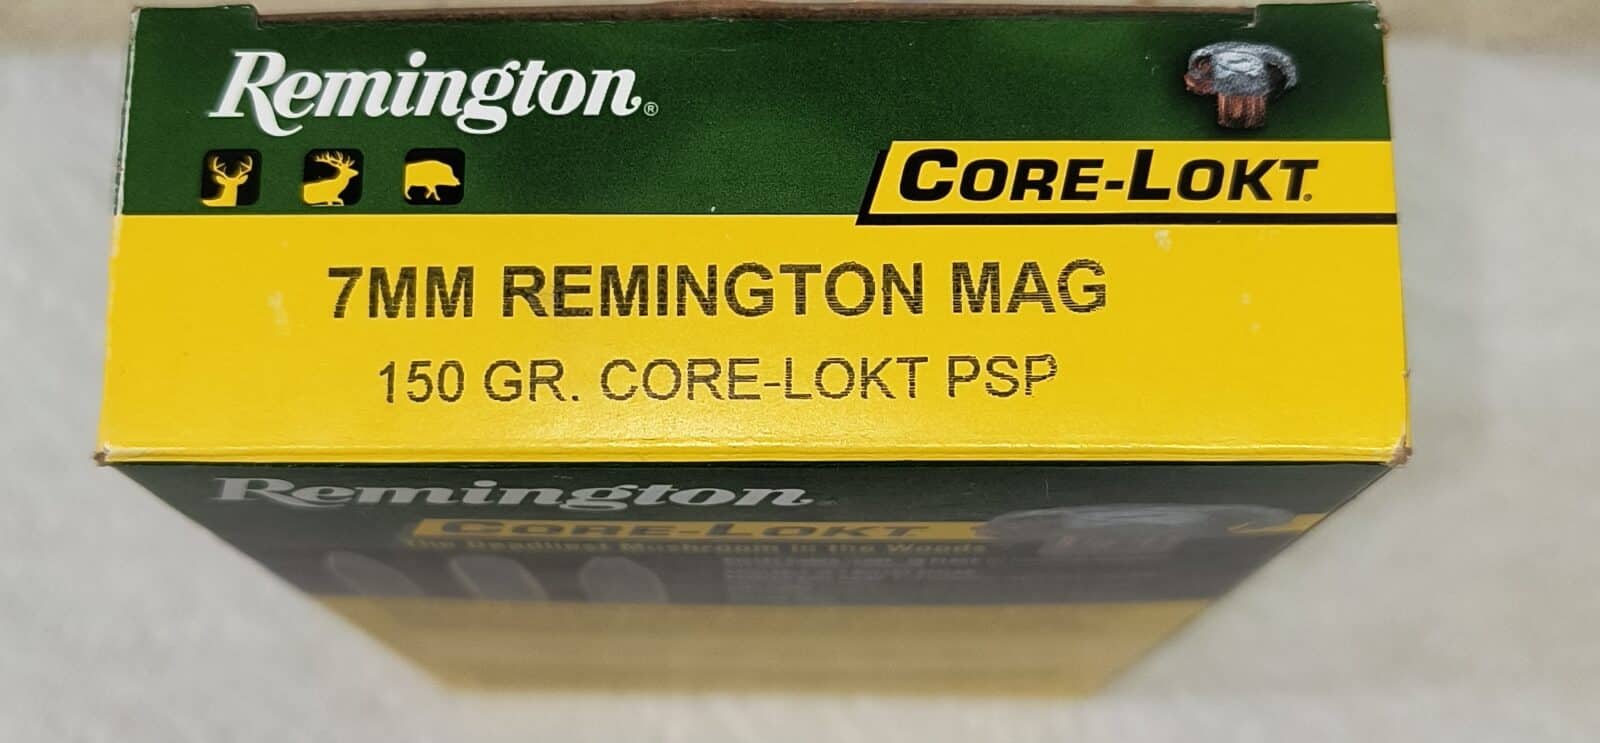 Remington®
CORE-LOKT®
7MM REMINGTON MAG
150 GR. CORE-LOKT PSP
Remington
CORE-LOKT
The Deadliest Mushroom in the Woods